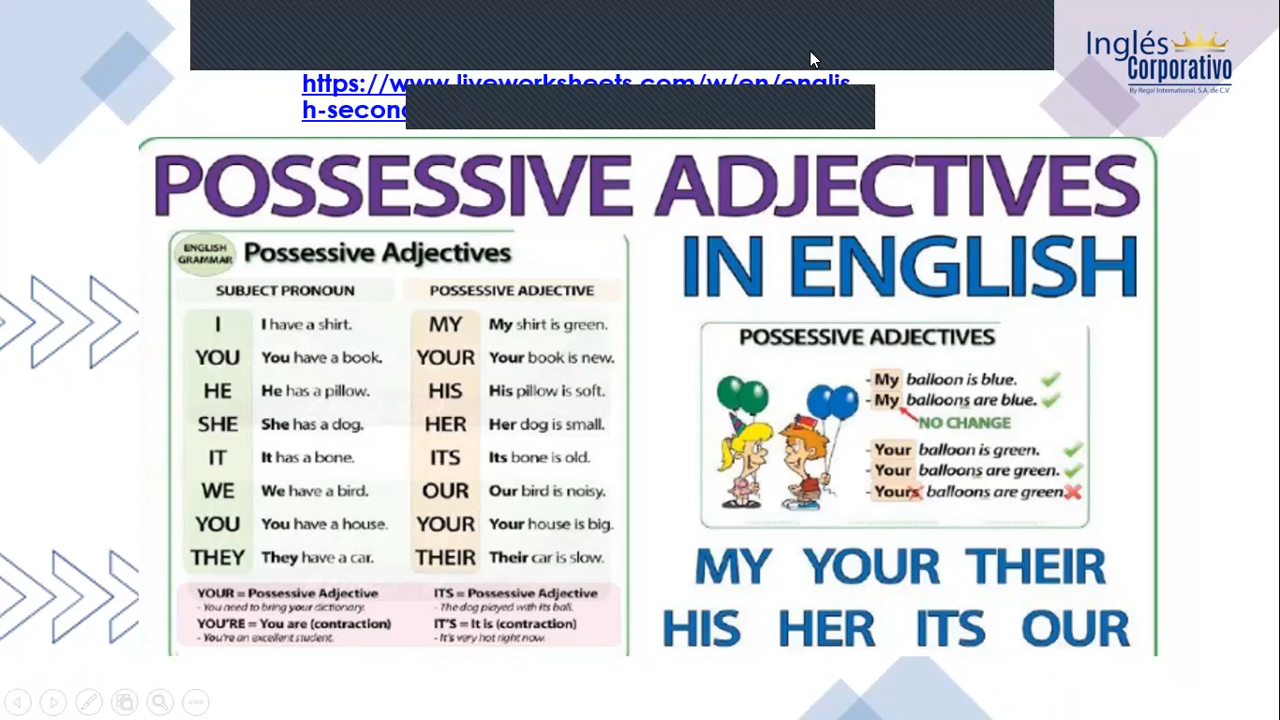 Inglés
Corporativo
By Regal International, S.A. de C.V.
https://www.liveworksheets.com/w/en/englis
h-second
POSSESSIVE ADJECTIVES
IN ENGLISH
ENGLISH
GRAMMAR
Possessive Adjectives
SUBJECT PRONOUN POSSESSIVE ADJECTIVE
I I have a shirt. MY My shirt is green.
YOU You have a book. YOUR Your book is new.
HE He has a pillow. HIS His pillow is soft.
SHE She has a dog. HER Her dog is small.
IT It has a bone. ITS Its bone is old.
WE We have a bird. OUR Our bird is noisy.
YOU You have a house. YOUR Your house is big.
THEY They have a car. THEIR Their car is slow.
YOUR = Possessive Adjective ITS = Possessive Adjective
- You need to bring your dictionary. - The dog played with its ball.
YOU'RE = You are (contraction) IT'S = It is (contraction)
- You're an excellent student. - It's very hot right now.
POSSESSIVE ADJECTIVES
- My balloon is blue.
- My balloons are blue.
NO CHANGE
- Your balloon is green.
- Your balloons are green.
- Yours balloons are green.
MY YOUR THEIR
HIS HER ITS OUR